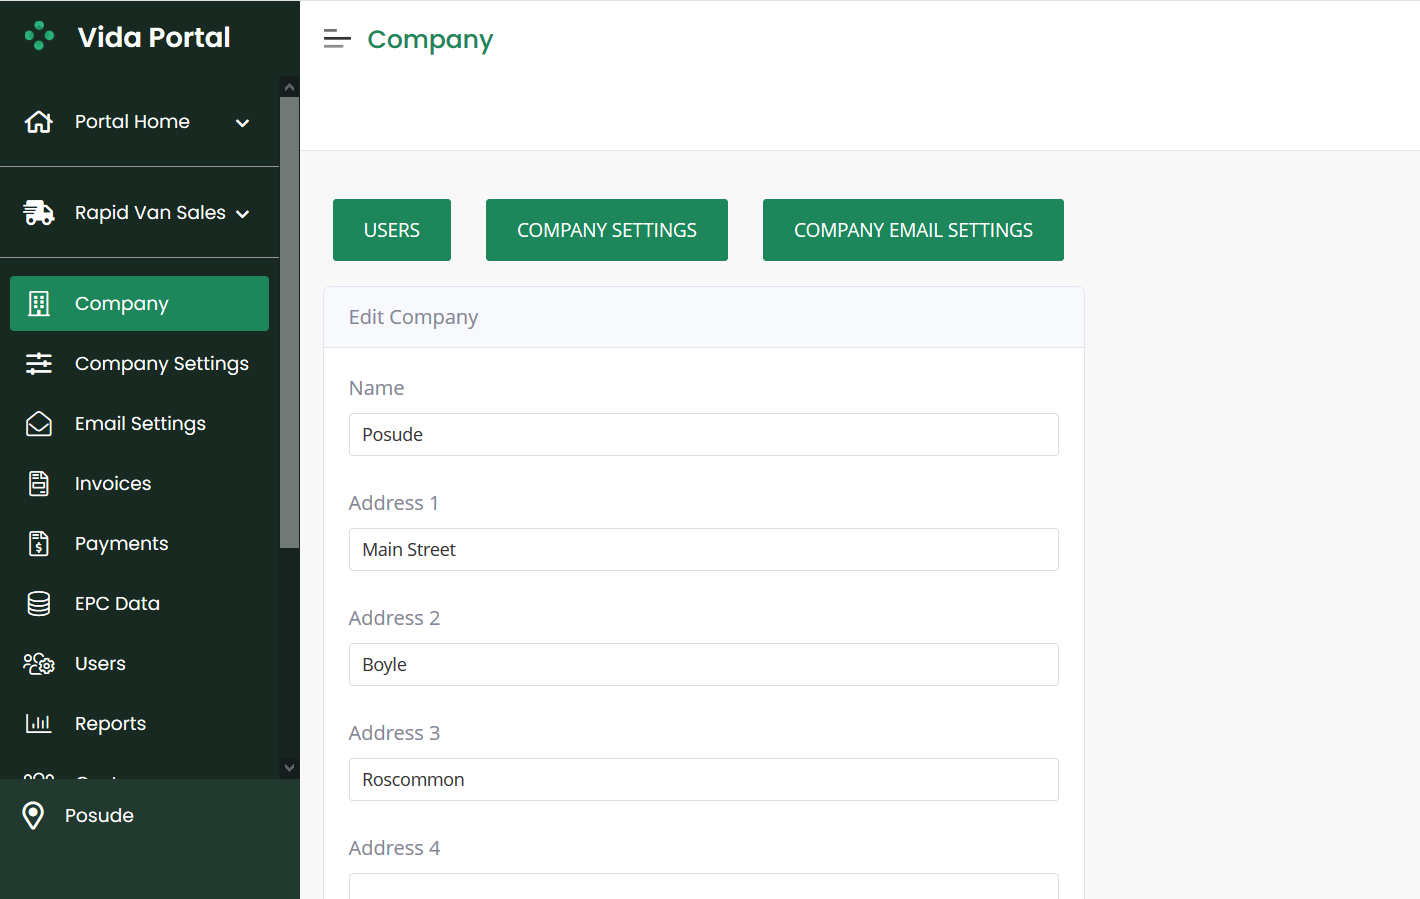 Vida Portal
Portal Home
Rapid Van Sales
Company
Company Settings
Email Settings
Invoices
Payments
EPC Data
Users
Reports
Posude
Company
USERS
COMPANY SETTINGS
COMPANY EMAIL SETTINGS
Edit Company
Name
Posude
Address 1
Main Street
Address 2
Boyle
Address 3
Roscommon
Address 4